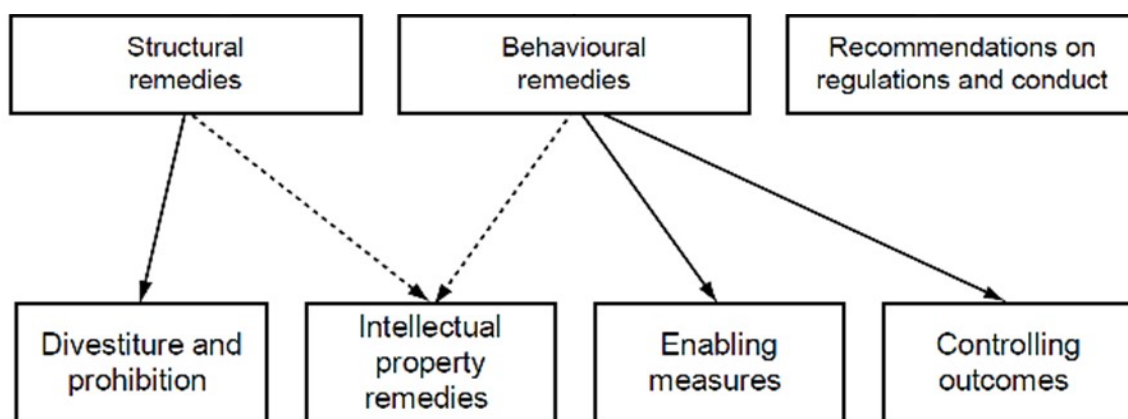 Structural
remedies
Behavioural
remedies
Recommendations on
regulations and conduct
Divestiture and
prohibition
Intellectual
property
remedies
Enabling
measures
Controlling
outcomes